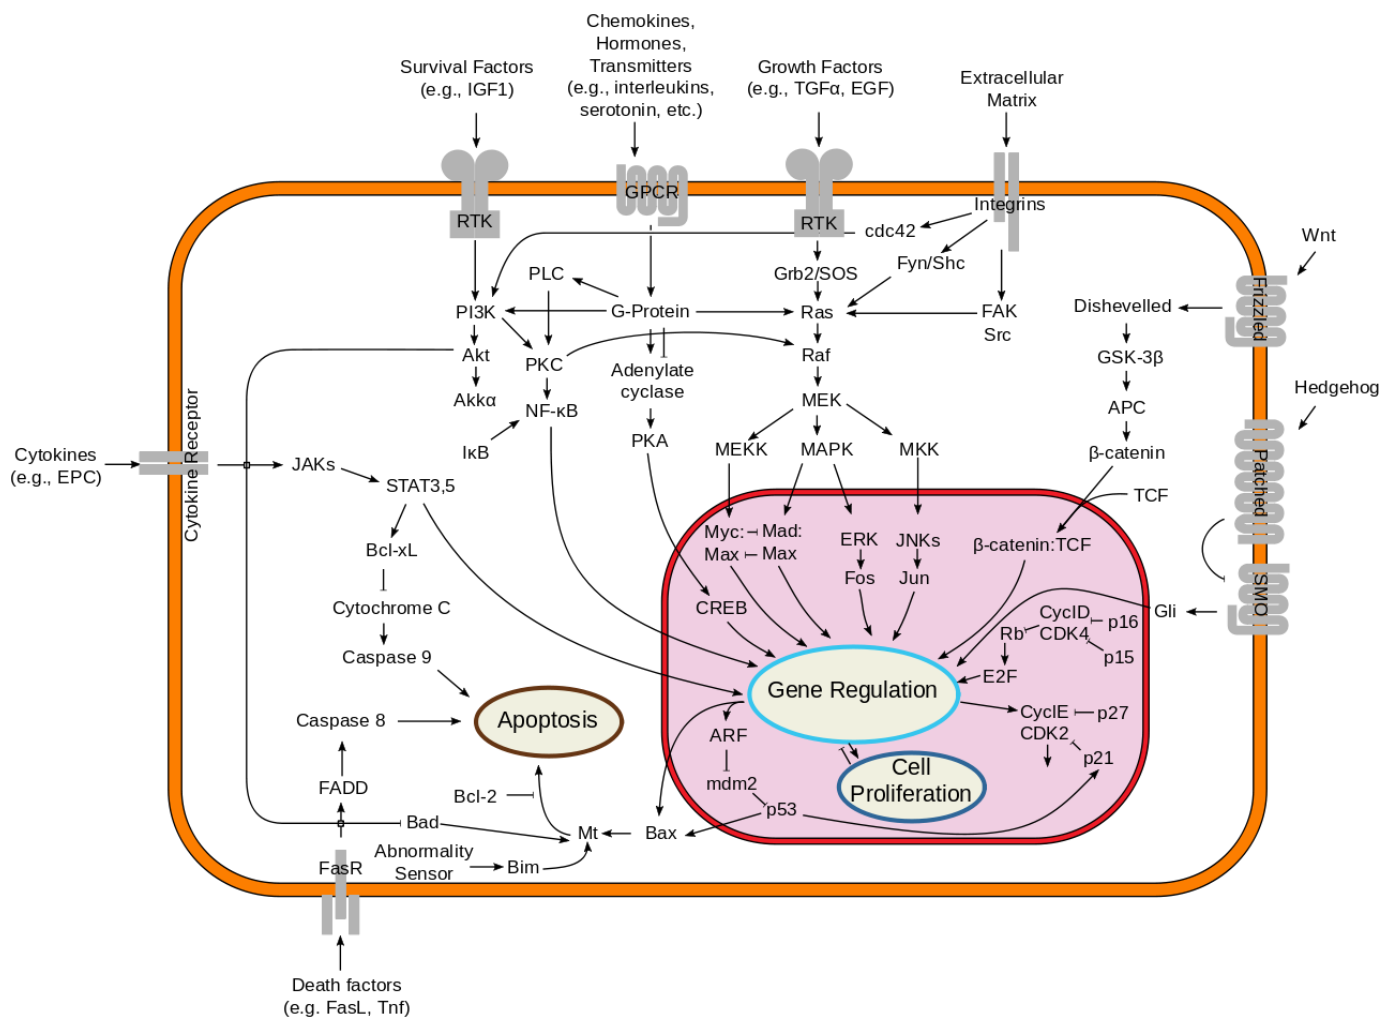 Chemokines,
Hormones,
Transmitters
(e.g., interleukins,
serotonin, etc.)
Survival Factors
(e.g., IGF1)
Growth Factors
(e.g., TGFα, EGF)
Extracellular
Matrix
RTK
GPCR
RTK
Integrins
cdc42
Wnt
PLC
Grb2/SOS
Fyn/Shc
Frizzled
PI3K
G-Protein
Ras
FAK
Src
Dishevelled
Akt
PKC
Adenylate
cyclase
Raf
GSK-3β
Hedgehog
Akkα
NF-κB
MEK
APC
IκB
PKA
MEKK
MAPK
MKK
β-catenin
Patched
Cytokines
(e.g., EPC)
Cytokine Receptor
JAKs
STAT3,5
TCF
Myc:
Max
Mad:
Max
ERK
JNKs
β-catenin:TCF
Bcl-xL
Fos
Jun
SMO
Cytochrome C
CREB
Gli
CyclD
CDK4
p16
Rb
p15
Caspase 9
E2F
Gene Regulation
Caspase 8
Apoptosis
ARF
CyclE
CDK2
p27
p21
FADD
mdm2
Cell
Proliferation
Bcl-2
p53
Bad
Mt
Bax
Abnormality
Sensor
Bim
FasR
Death factors
(e.g. FasL, Tnf)